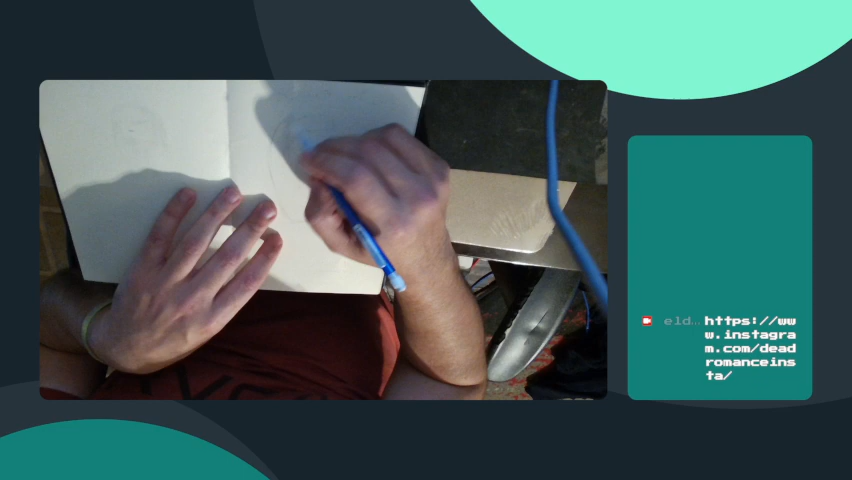 eld… https://ww
w.instagra
m.com/dead
romanceins
ta/